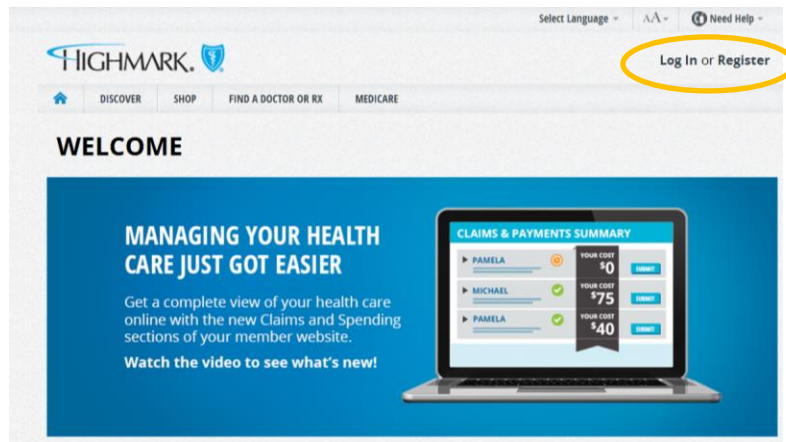 Select Language
AA
Need Help
HIGHMARK.
Log In or Register
DISCOVER SHOP FIND A DOCTOR OR RX MEDICARE
WELCOME
MANAGING YOUR HEALTH
CARE JUST GOT EASIER
Get a complete view of your health care
online with the new Claims and Spending
sections of your member website.
Watch the video to see what's new!
CLAIMS & PAYMENTS SUMMARY
PAMELA YOUR COST $0 SUBMIT
MICHAEL YOUR COST $75 SUBMIT
PAMELA YOUR COST $40 SUBMIT